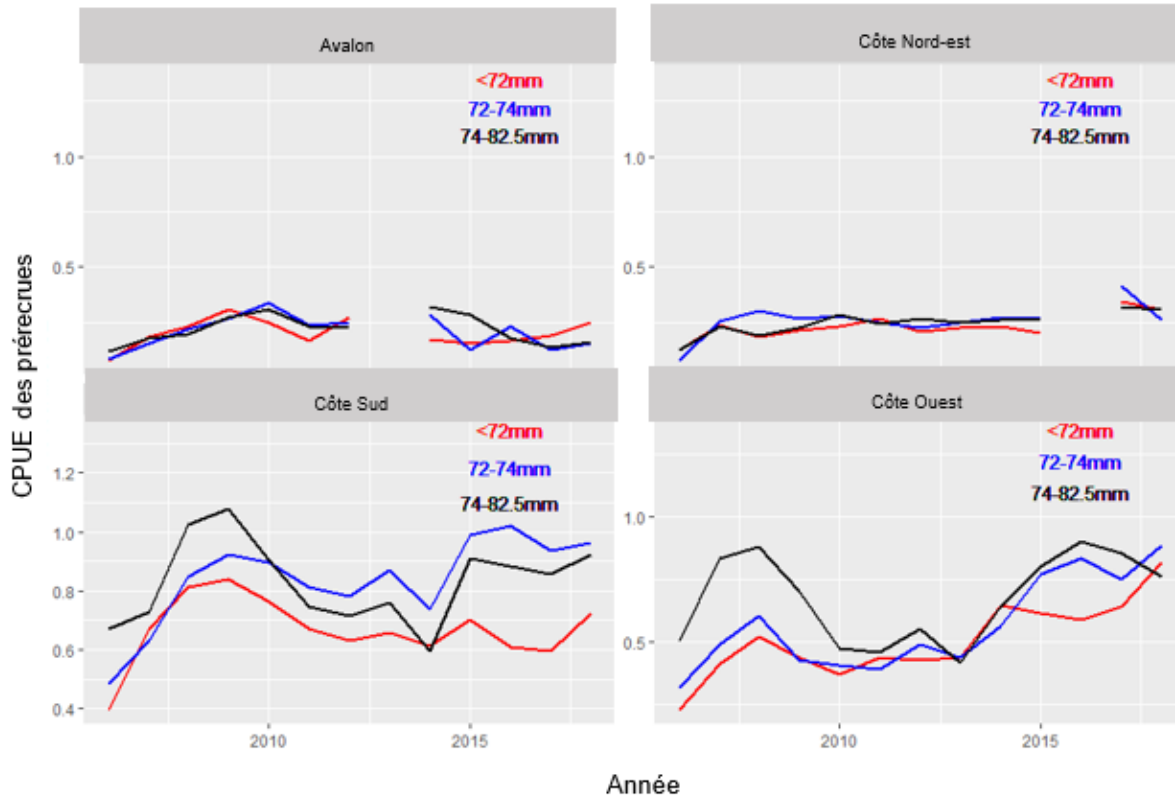 Avalon
<72mm
72-74mm
74-82.5mm
1.0
0.5
Côte Nord-est
<72mm
72-74mm
74-82.5mm
1.0
0.5
CPUE des prérecrues
Côte Sud
<72mm
72-74mm
74-82.5mm
1.2
1.0
0.8
0.6
0.4
2010
2015
Côte Ouest
<72mm
72-74mm
74-82.5mm
1.0
0.5
2010
2015
Année